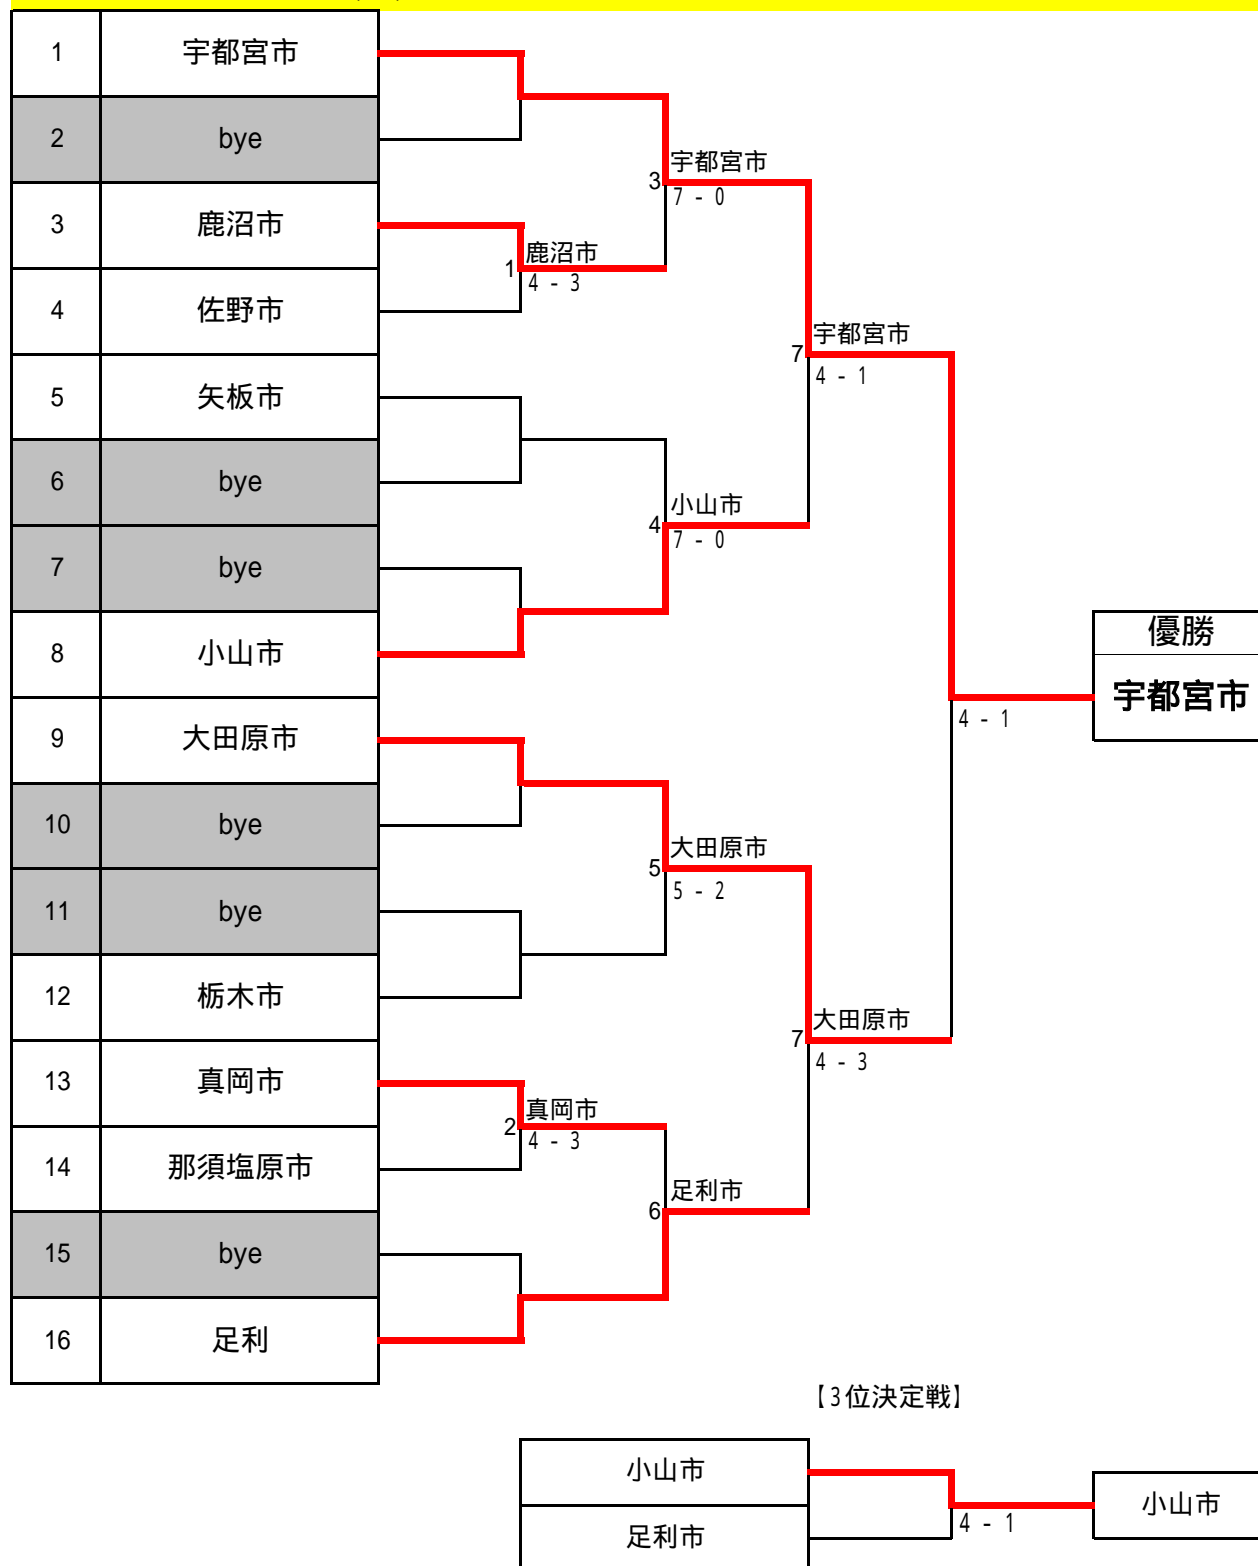 1 宇都宮市
2 bye
3 鹿沼市
4 佐野市
5 矢板市
6 bye
7 bye
8 小山市
9 大田原市
10 bye
11 bye
12 栃木市
13 真岡市
14 那須塩原市
15 bye
16 足利
1
鹿沼市
4 - 3
2
真岡市
4 - 3
3
宇都宮市
7 - 0
4
小山市
7 - 0
5
大田原市
5 - 2
6
足利市
7
宇都宮市
4 - 1
7
大田原市
4 - 3
4 - 1
優勝
宇都宮市
【3位決定戦】
小山市
足利市
4 - 1
小山市